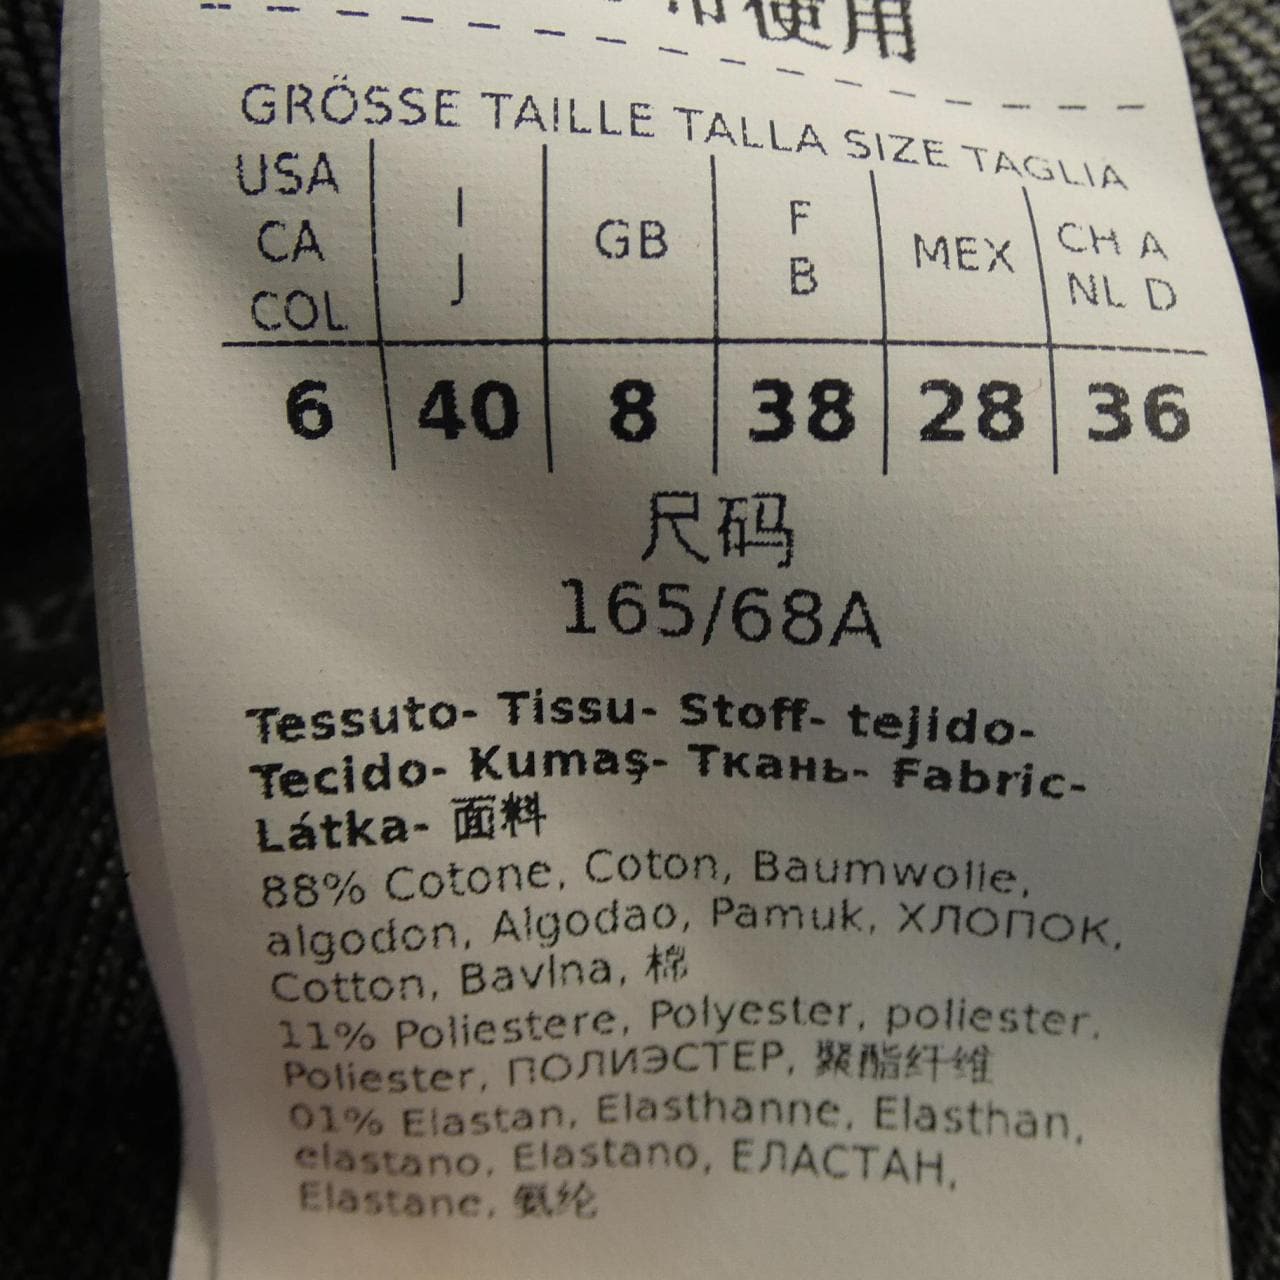 使用
GRÖSSE TAILLE TALLA SIZE TAGLIA
USA CA COL
I J
GB
F B
MEX
CH A NL D
6 40 8 38 28 36
尺码
165/68A
Tessuto- Tissu- Stoff- tejido-
Tecido- Kumaş- Ткань- Fabric-
Látka- 面料
88% Cotone, Coton, Baumwolle,
algodon, Algodao, Pamuk, ХЛОПОК,
Cotton, Bavlna, 棉
11% Poliestere, Polyester, poliester,
Poliester, ПОЛИЭСТЕР, 聚酯纤维
01% Elastan, Elasthanne, Elasthan,
elastano, Elastano, ЕЛАСТАН,
Elastane, 氨纶